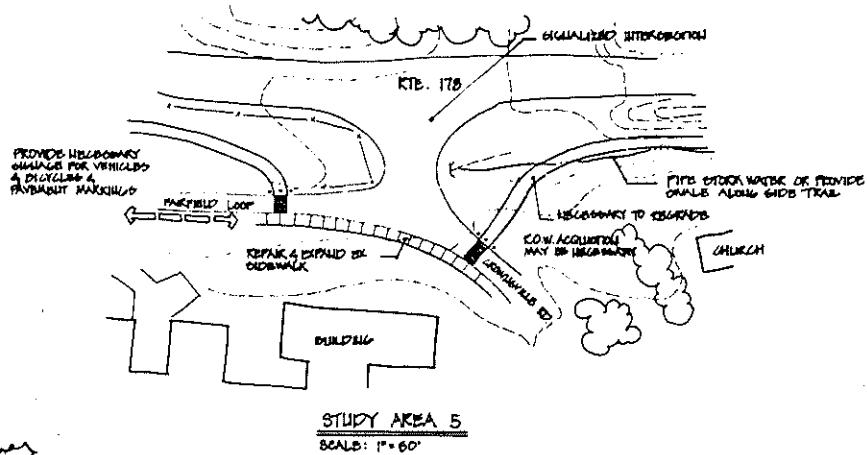 SIGNALIZED INTERSECTION
RTE. 178
PROVIDE NECESSARY
SIGNAGE FOR VEHICLES
& BICYCLES &
PAVEMENT MARKINGS
FAIRFIELD LOOP
PIPE STORM WATER OR PROVIDE
SWALE ALONG SIDE TRAIL
NECESSARY TO REGRADE
R.O.W. ACQUISITION
MAY BE NECESSARY
CHURCH
REPAIR & EXPAND EX
SIDEWALK
CROWNSVILLE RD
BUILDING
STUDY AREA 5
SCALE: 1"=60'